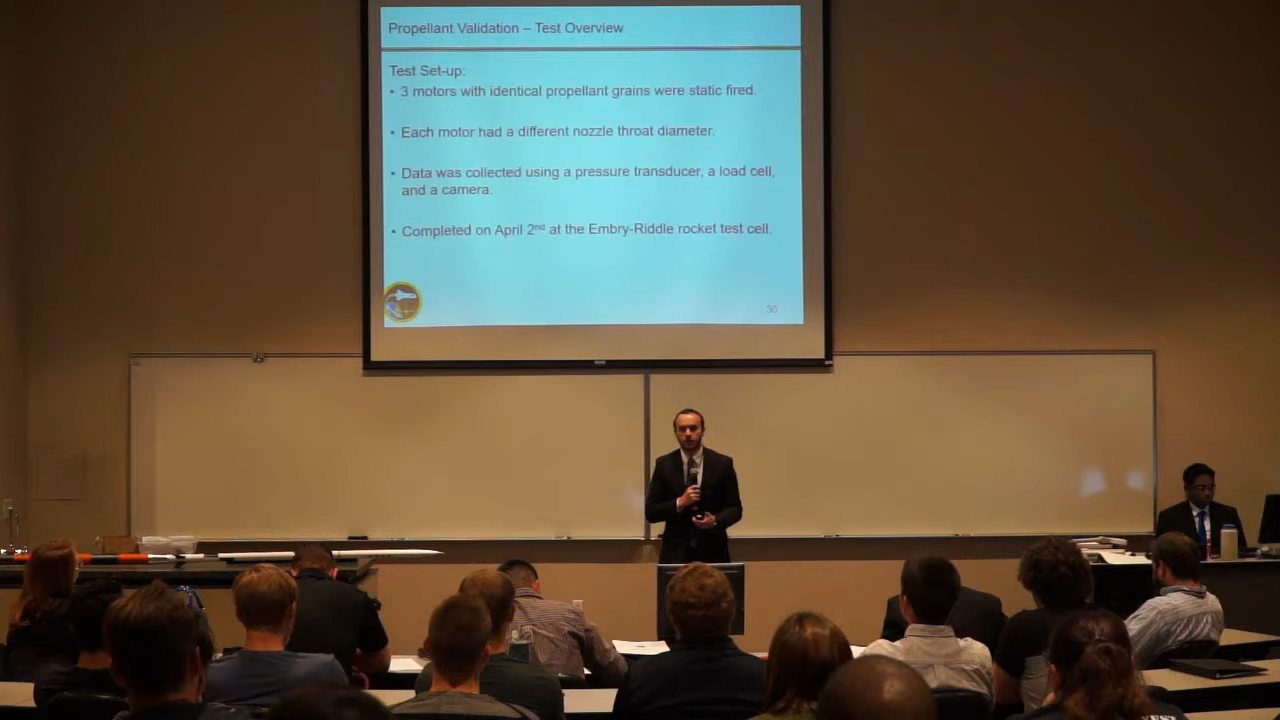 Propellant Validation – Test Overview
Test Set-up:
• 3 motors with identical propellant grains were static fired.
• Each motor had a different nozzle throat diameter.
• Data was collected using a pressure transducer, a load cell,
and a camera.
• Completed on April 2nd at the Embry-Riddle rocket test cell.
30